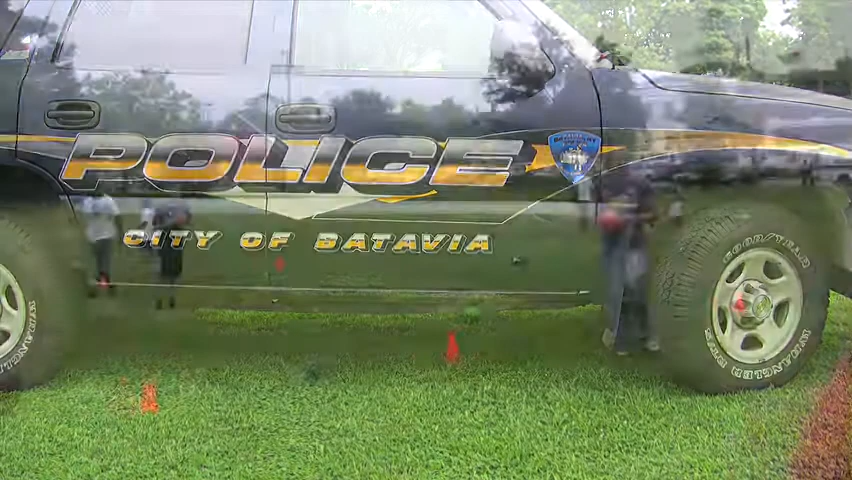 POLICE
CITY OF BATAVIA
GOODYEAR
WRANGLER
WRANGLER